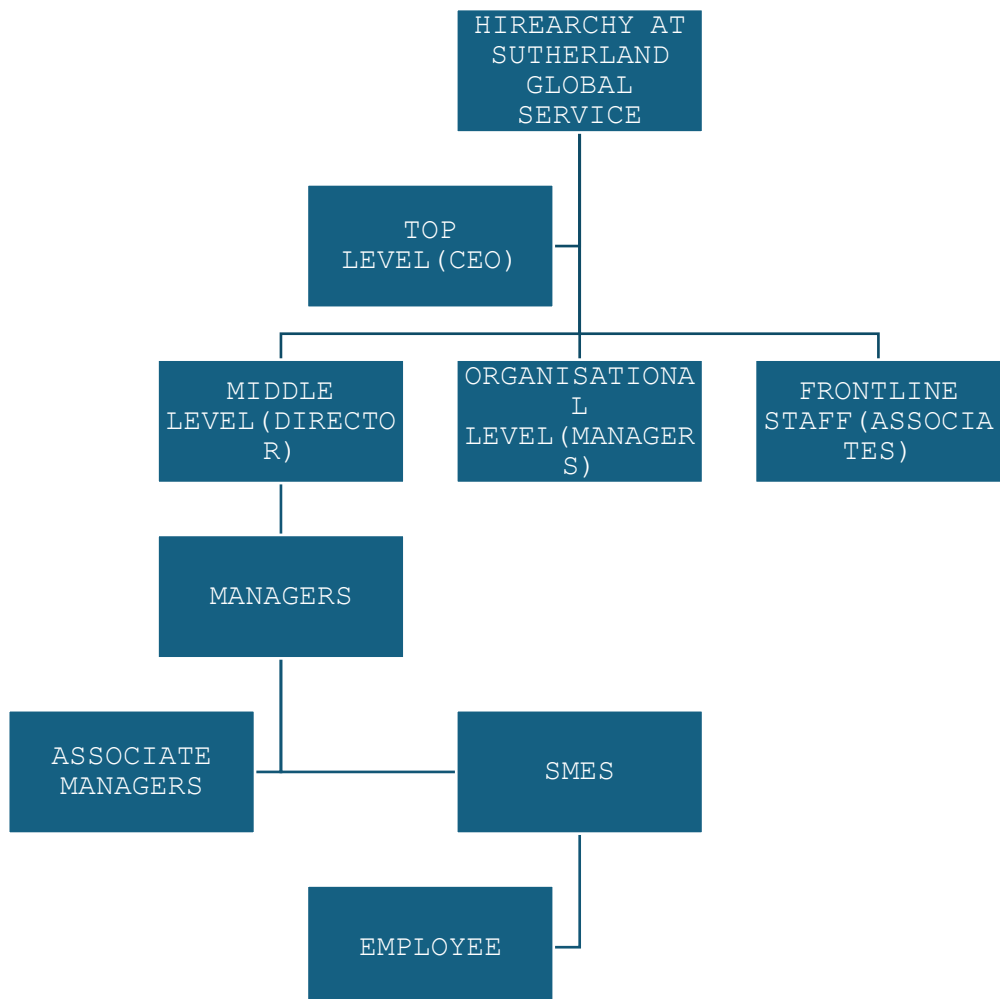 HIREARCHY AT
SUTHERLAND
GLOBAL
SERVICE
TOP
LEVEL(CEO)
MIDDLE
LEVEL(DIRECTO
R)
ORGANISATIONA
L
LEVEL(MANAGER
S)
FRONTLINE
STAFF(ASSOCIA
TES)
MANAGERS
ASSOCIATE
MANAGERS
SMES
EMPLOYEE